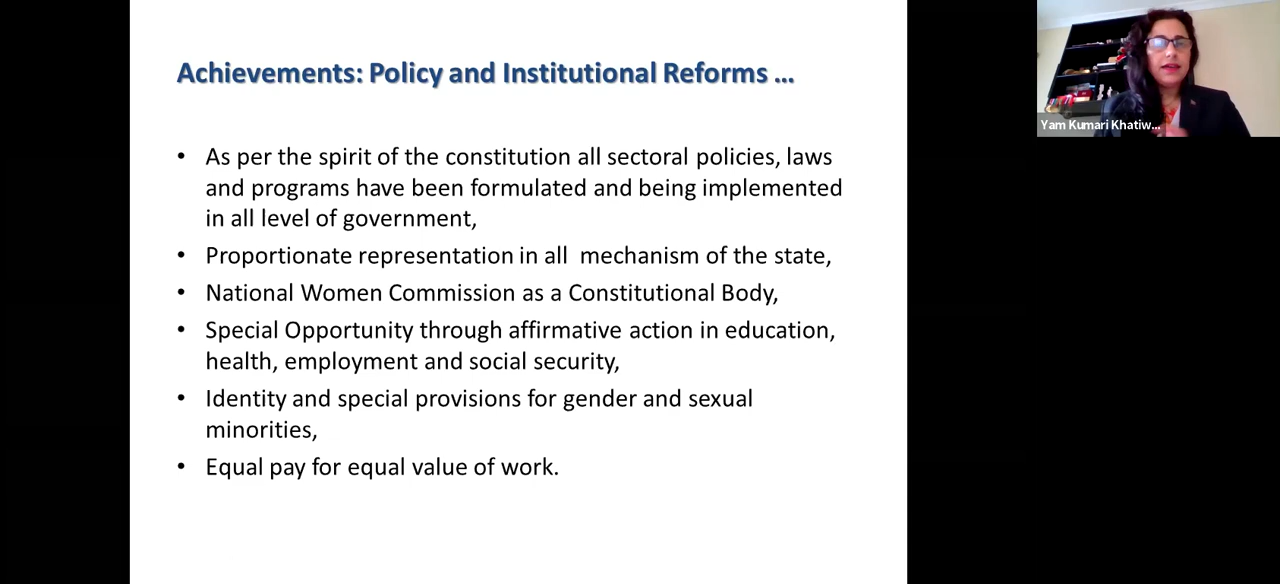 Achievements: Policy and Institutional Reforms ...
• As per the spirit of the constitution all sectoral policies, laws
and programs have been formulated and being implemented
in all level of government,
• Proportionate representation in all  mechanism of the state,
• National Women Commission as a Constitutional Body,
• Special Opportunity through affirmative action in education,
health, employment and social security,
• Identity and special provisions for gender and sexual
minorities,
• Equal pay for equal value of work.
Yam Kumari Khatiw...